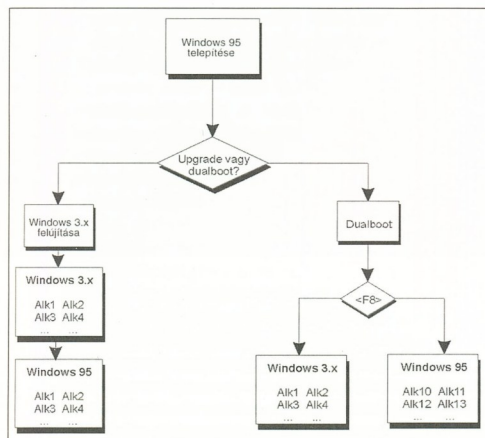 Windows 95
telepítése
Upgrade vagy
dualboot?
Windows 3.x
felújítása
Dualboot
Windows 3.x
Alk1 Alk2
Alk3 Alk4
... ...
<F8>
Windows 95
Alk1 Alk2
Alk3 Alk4
... ...
Windows 3.x
Alk1 Alk2
Alk3 Alk4
... ...
Windows 95
Alk10 Alk11
Alk12 Alk13
... ...